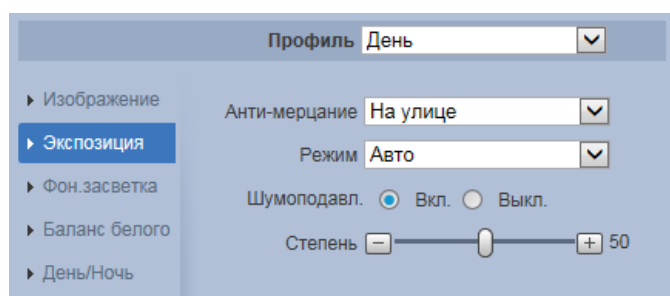 Профиль День
Изображение
Экспозиция
Фон.засветка
Баланс белого
День/Ночь
Анти-мерцание На улице
Режим Авто
Шумоподавл. Вкл. Выкл.
Степень 50